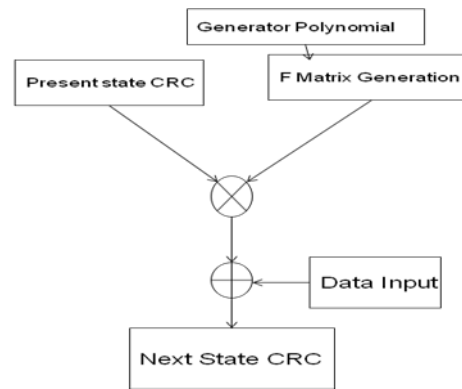 Generator Polynomial
Present state CRC
F Matrix Generation
Data Input
Next State CRC